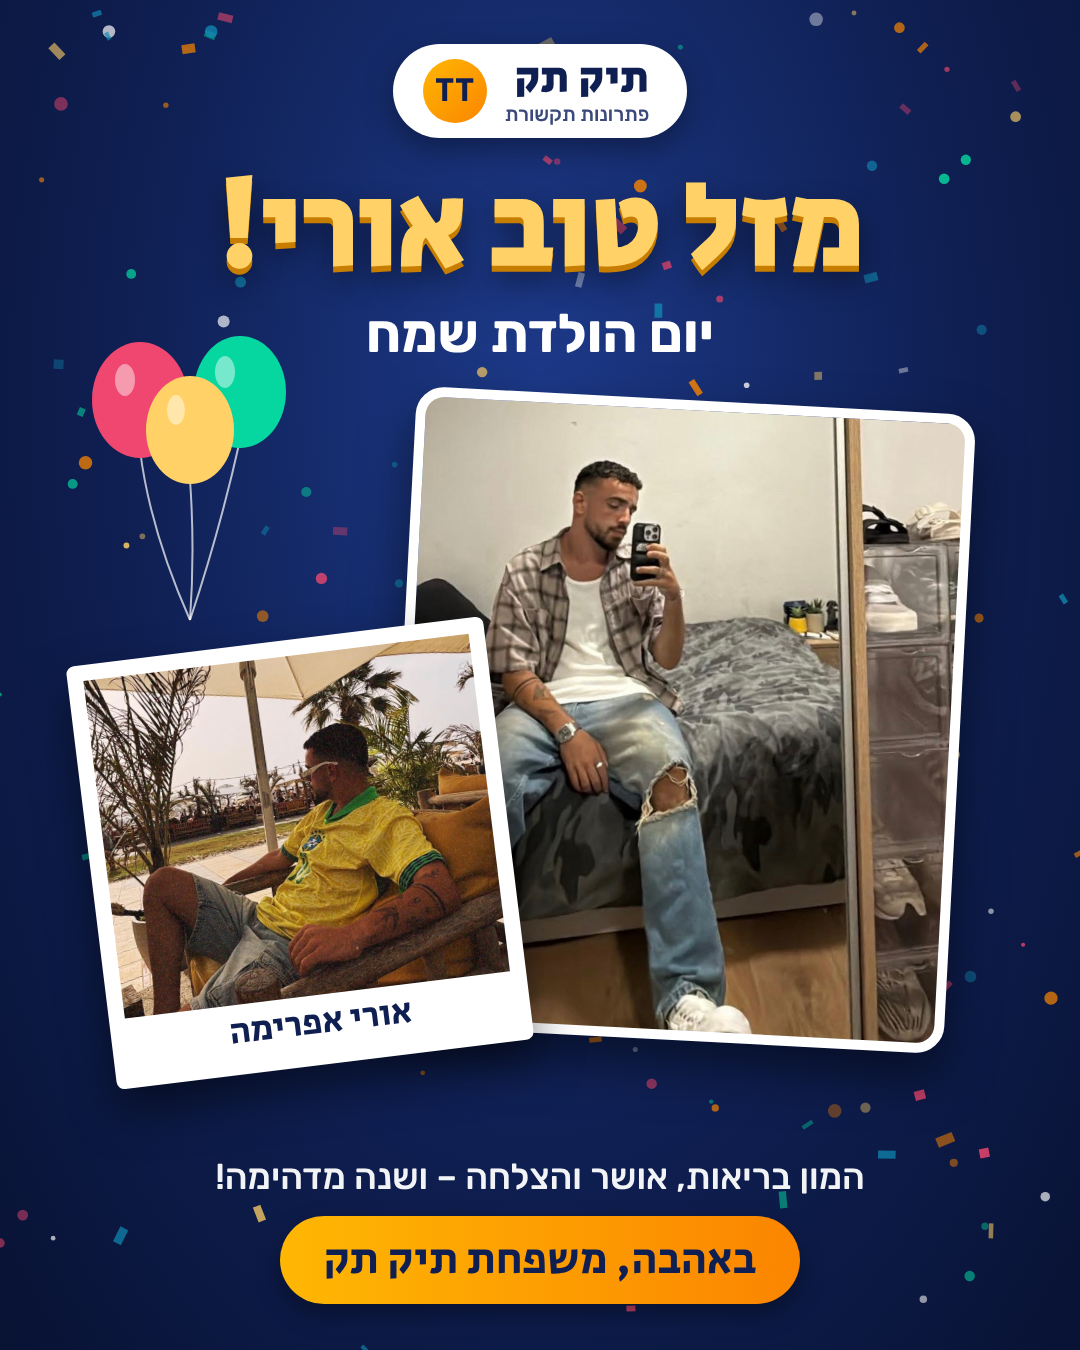 תיק תק
פתרונות תקשורת
TT
מזל טוב אורי!
יום הולדת שמח
אורי אפרימה
המון בריאות, אושר והצלחה – ושנה מדהימה!
באהבה, משפחת תיק תק